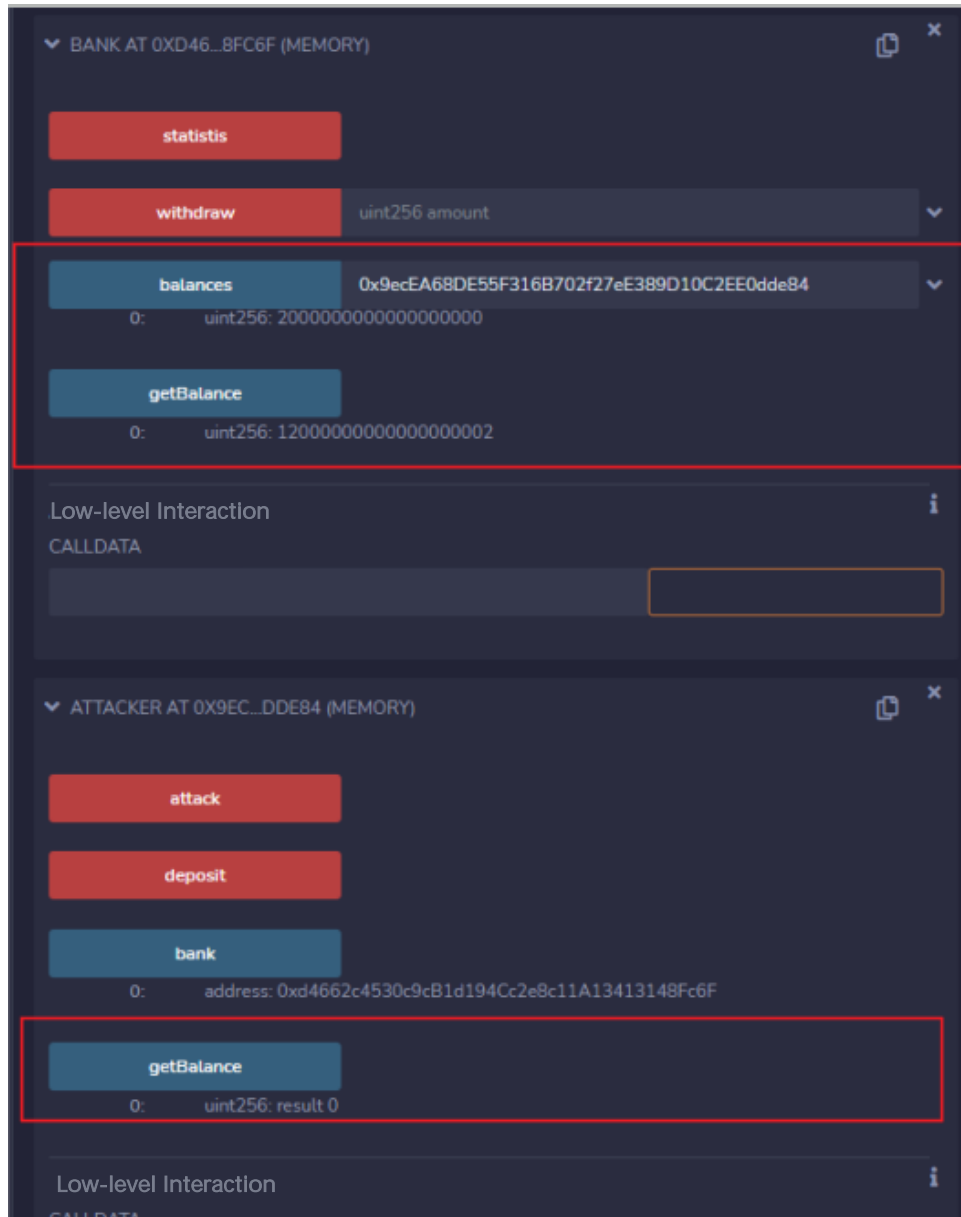 BANK AT 0XD46...8FC6F (MEMORY)
statistis
withdraw uint256 amount
balances 0x9ecEA68DE55F316B702f27eE389D10C2EE0dde84
0: uint256: 2000000000000000000
getBalance
0: uint256: 12000000000000000002
Low-level Interaction
CALLDATA
ATTACKER AT 0X9EC...DDE84 (MEMORY)
attack
deposit
bank
0: address: 0xd4662c4530c9cB1d194Cc2e8c11A13413148Fc6F
getBalance
0: uint256: result 0
Low-level Interaction
CALLDATA